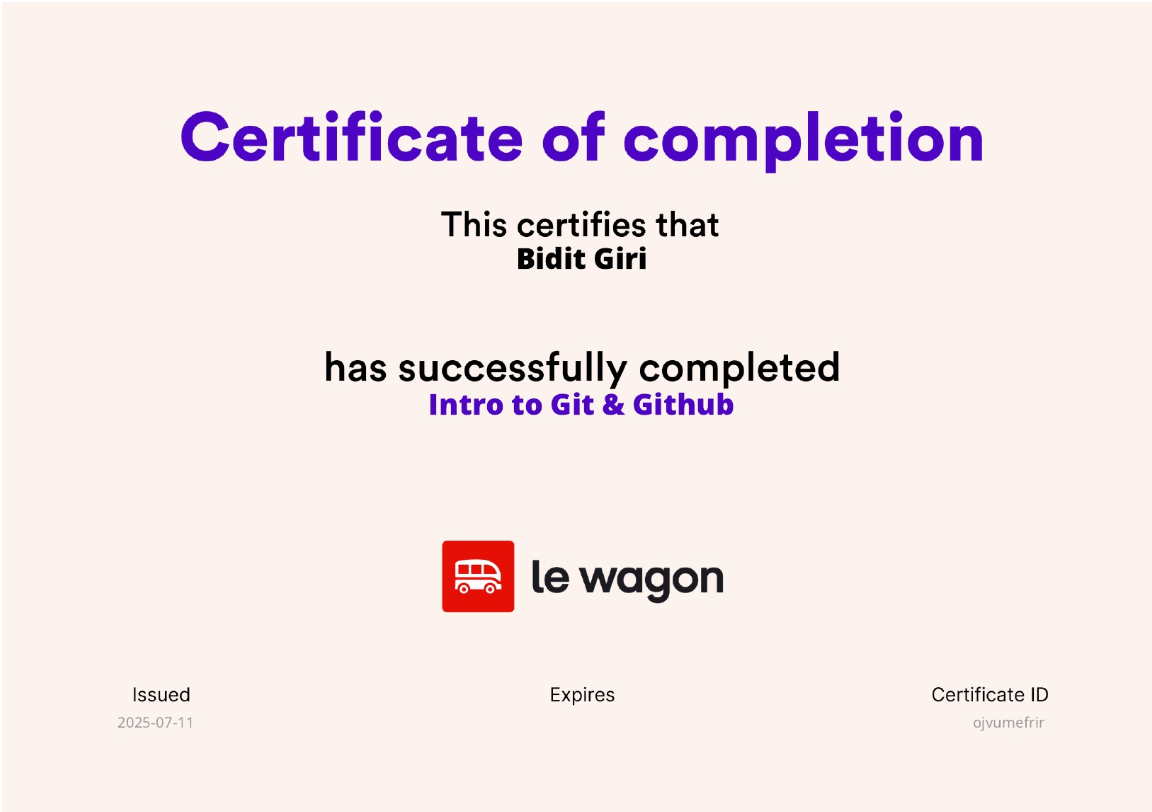 Certificate of completion
This certifies that
Bidit Giri
has successfully completed
Intro to Git & Github
le wagon
Issued
2025-07-11
Expires
Certificate ID
ojvumefrir